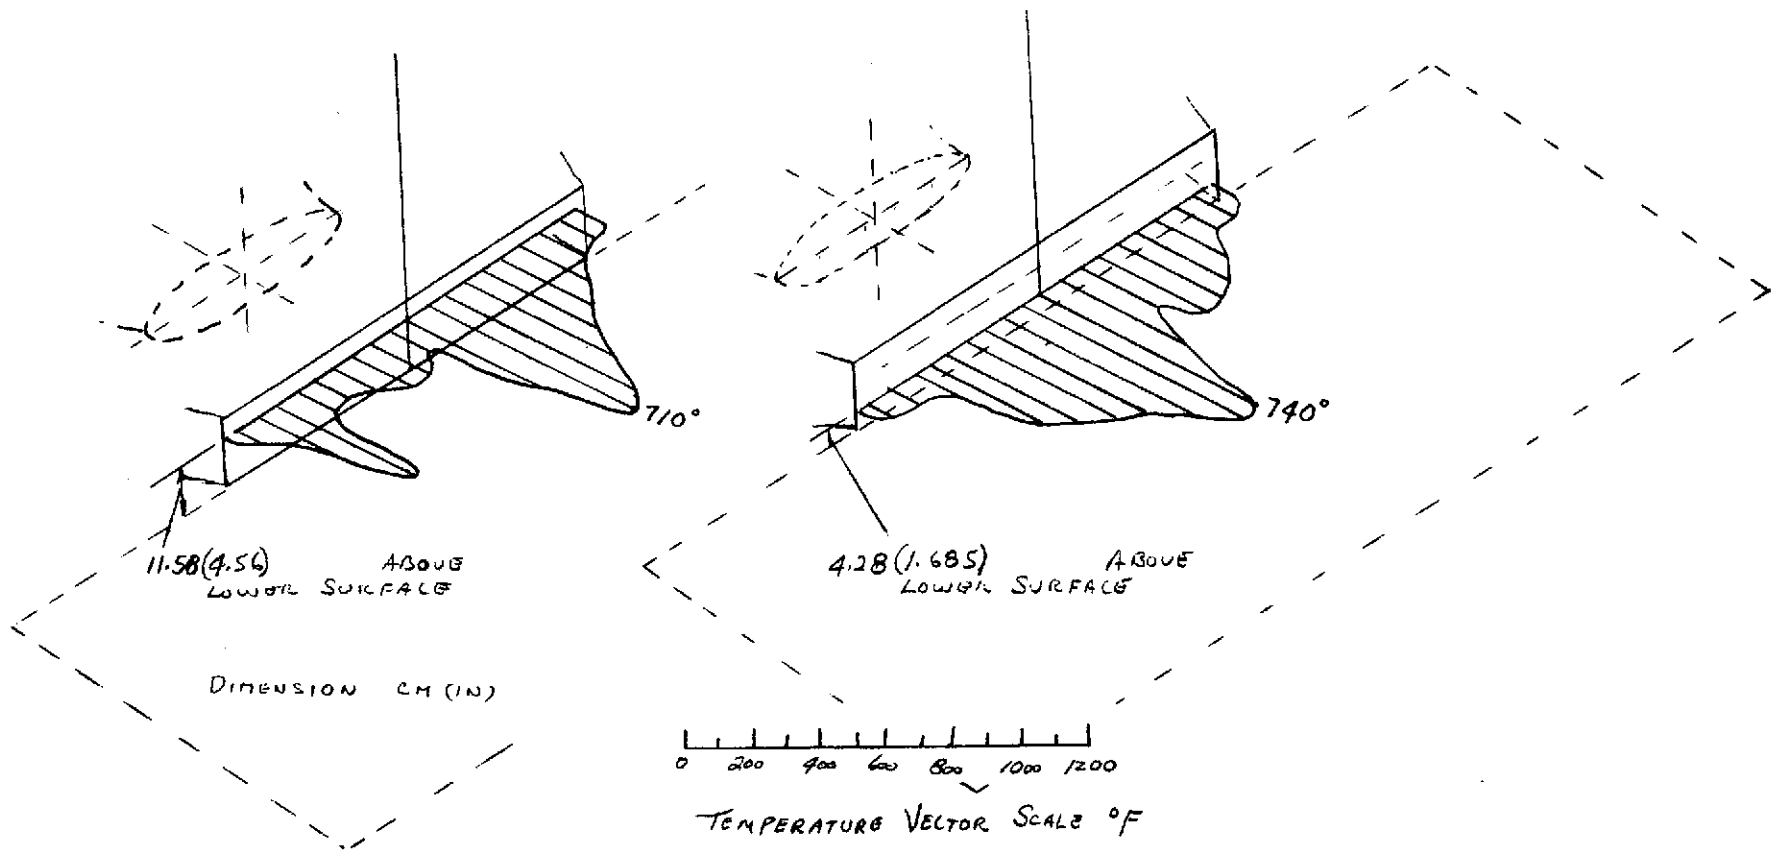 710°
740°
11.58(4.56) ABOVE
LOWER SURFACE
4.28(1.685) ABOVE
LOWER SURFACE
DIMENSION CM (IN)
0 200 400 600 800 1000 1200
TEMPERATURE VECTOR SCALE °F